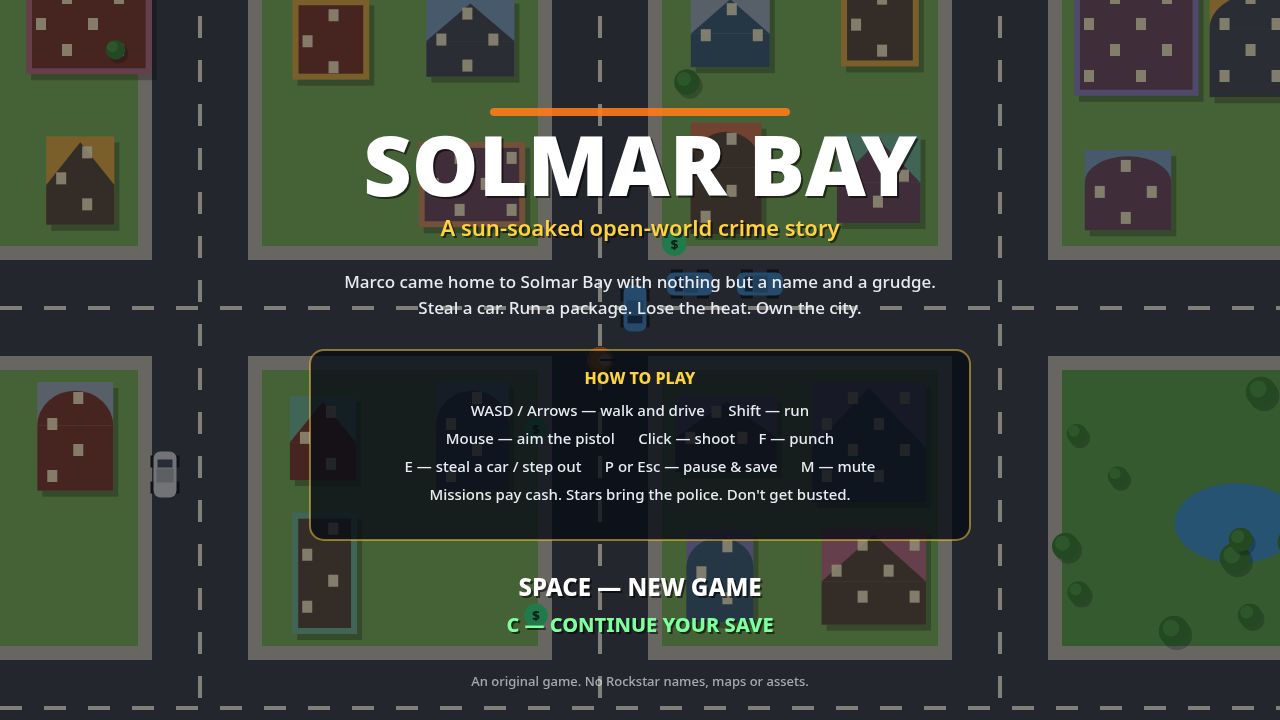 SOLMAR BAY
A sun-soaked open-world crime story
$
Marco came home to Solmar Bay with nothing but a name and a grudge.
Steal a car. Run a package. Lose the heat. Own the city.
HOW TO PLAY
WASD / Arrows — walk and drive Shift — run
Mouse — aim the pistol Click — shoot F — punch
E — steal a car / step out P or Esc — pause & save M — mute
Missions pay cash. Stars bring the police. Don't get busted.
SPACE — NEW GAME
$
C — CONTINUE YOUR SAVE
An original game. No Rockstar names, maps or assets.